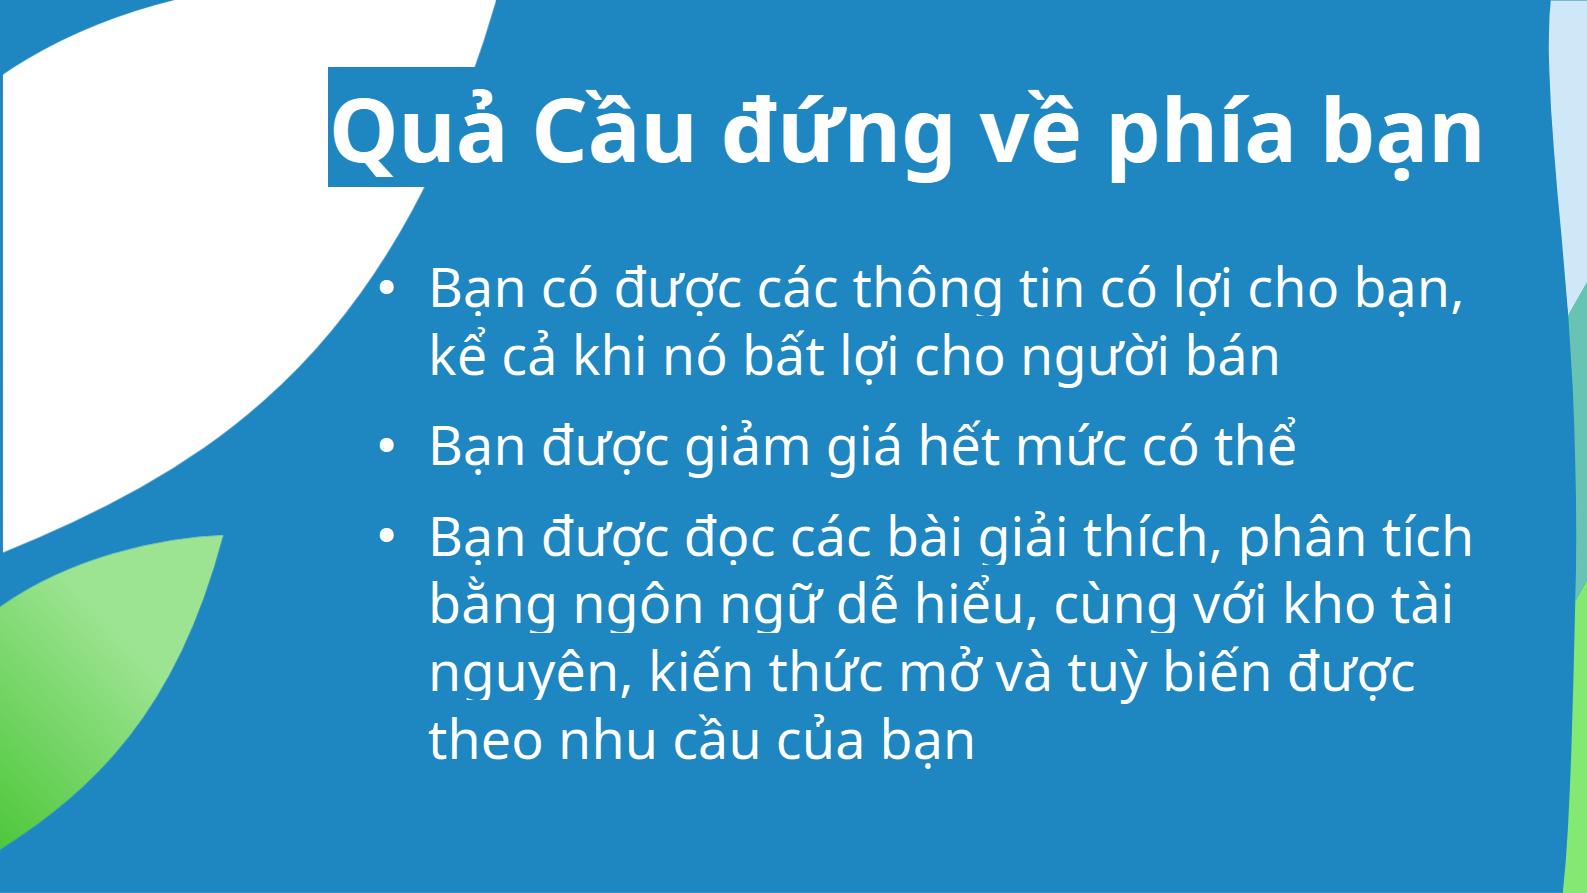 Quả Cầu đứng về phía bạn
• Bạn có được các thông tin có lợi cho bạn,
kể cả khi nó bất lợi cho người bán
• Bạn được giảm giá hết mức có thể
• Bạn được đọc các bài giải thích, phân tích
bằng ngôn ngữ dễ hiểu, cùng với kho tài
nguyên, kiến thức mở và tuỳ biến được
theo nhu cầu của bạn